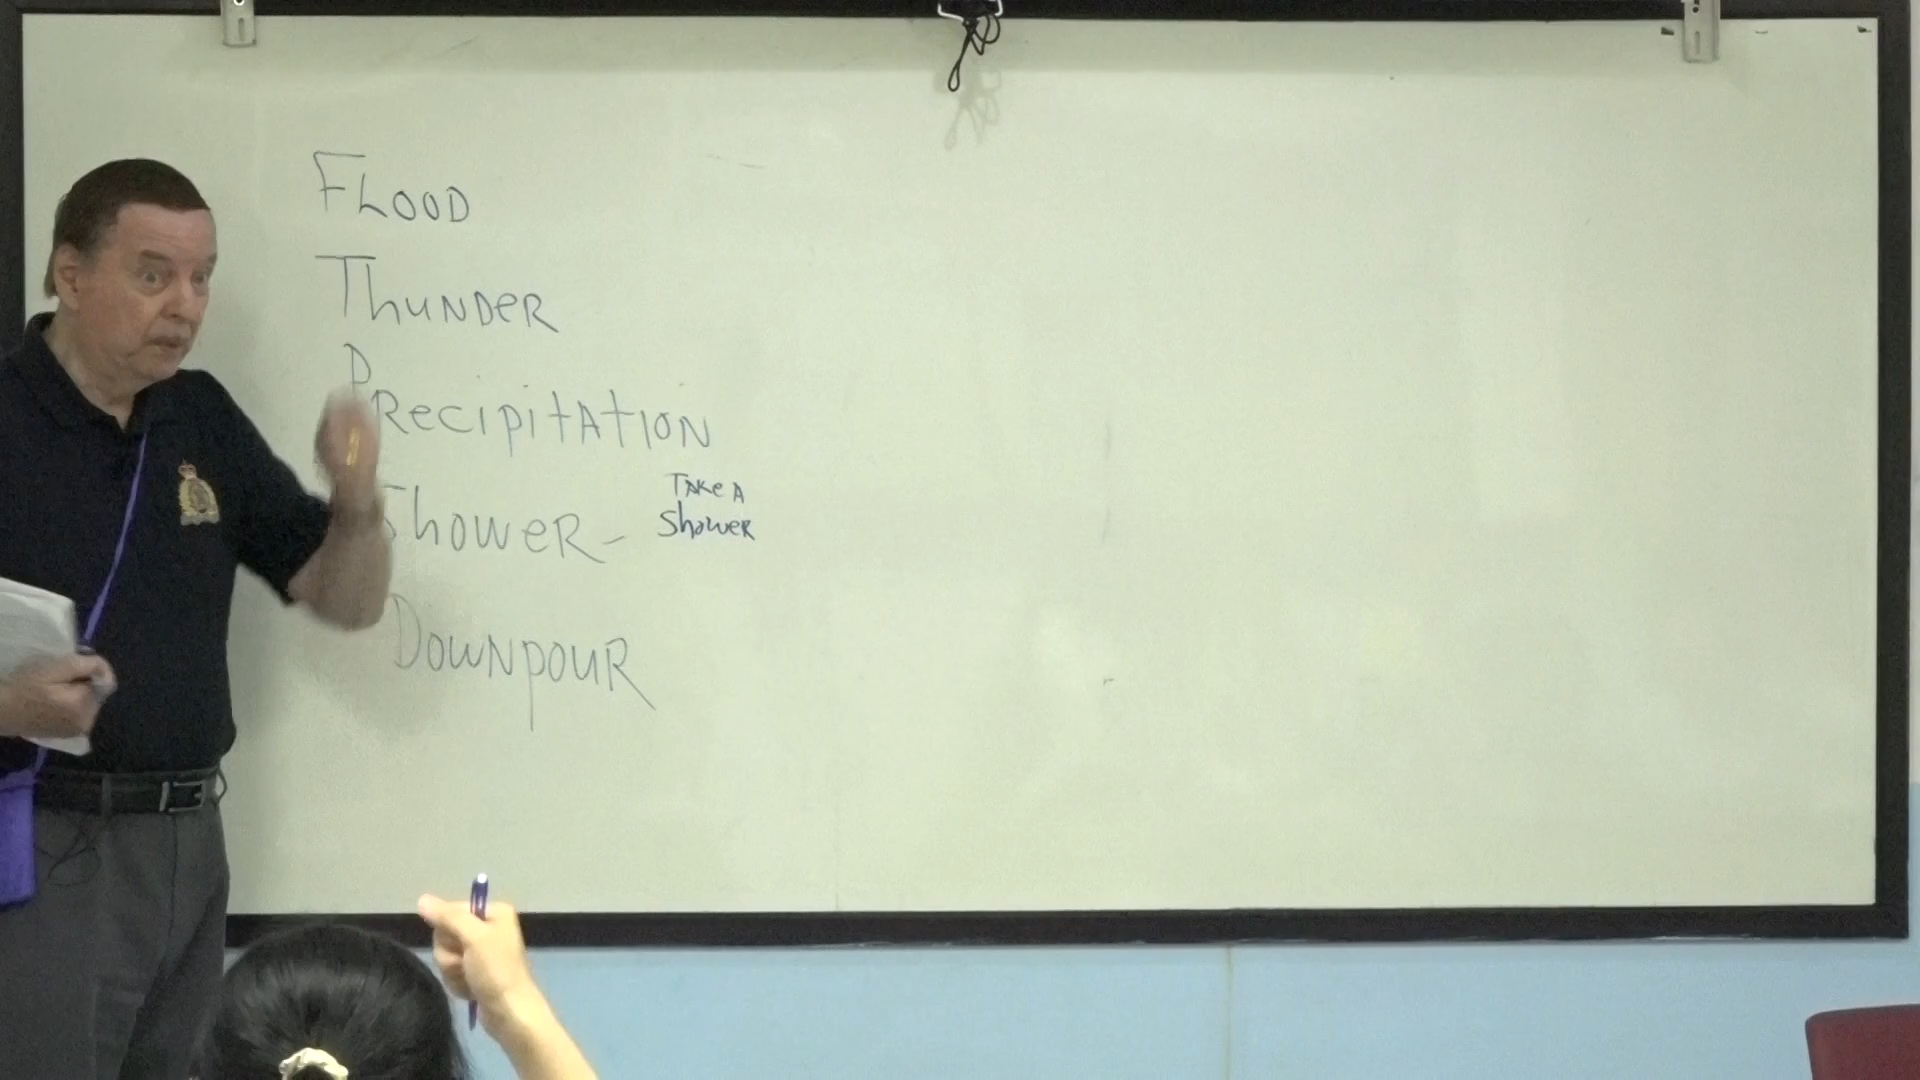 FLOOD
ThUNDeR
PRecipitAtION
ShoweR - TAKe A
ShoweR
DowNpouR